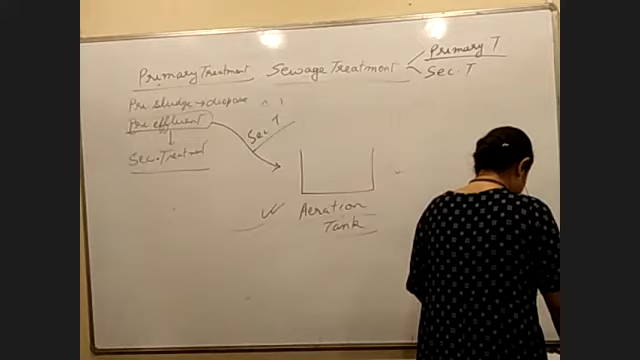 Primary Treatment
Sewage Treatment
Primary T
Sec. T
Pri sludge → dispose
Pri effluent
Sec T
Sec. Treatment
Aeration
Tank